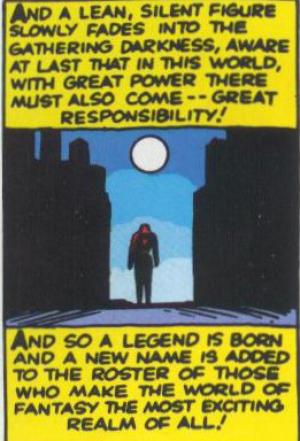 AND A LEAN, SILENT FIGURE
SLOWLY FADES INTO THE
GATHERING DARKNESS, AWARE
AT LAST THAT IN THIS WORLD,
WITH GREAT POWER THERE
MUST ALSO COME -- GREAT
RESPONSIBILITY!
AND SO A LEGEND IS BORN
AND A NEW NAME IS ADDED
TO THE ROSTER OF THOSE
WHO MAKE THE WORLD OF
FANTASY THE MOST EXCITING
REALM OF ALL!